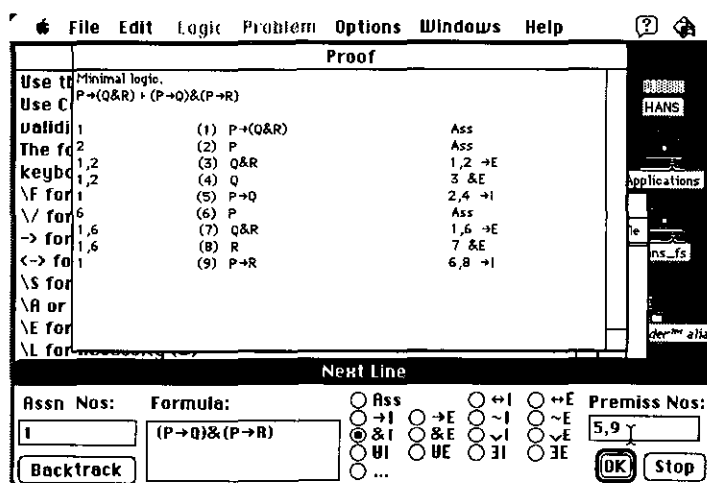 File Edit Logic Problem Options Windows Help
Proof
Use th
Use C
validi
The fo
keybo
\F for
\/ for
-> for
<-> fo
\S for
\A or
\E for
\L for
Minimal logic.
P→(Q&R) ⊢ (P→Q)&(P→R)
1 (1) P→(Q&R) Ass
2 (2) P Ass
1,2 (3) Q&R 1,2 →E
1,2 (4) Q 3 &E
1 (5) P→Q 2,4 →I
6 (6) P Ass
1,6 (7) Q&R 1,6 →E
1,6 (8) R 7 &E
1 (9) P→R 6,8 →I
HANS
Applications
le
ns_fs
der™ alia
Next Line
Assn Nos:
1
Backtrack
Formula:
(P→Q)&(P→R)
Ass ↔I ↔E
→I →E ~I ~E
&I &E ∨I ∨E
∀I ∀E ∃I ∃E
...
Premiss Nos:
5,9
OK Stop